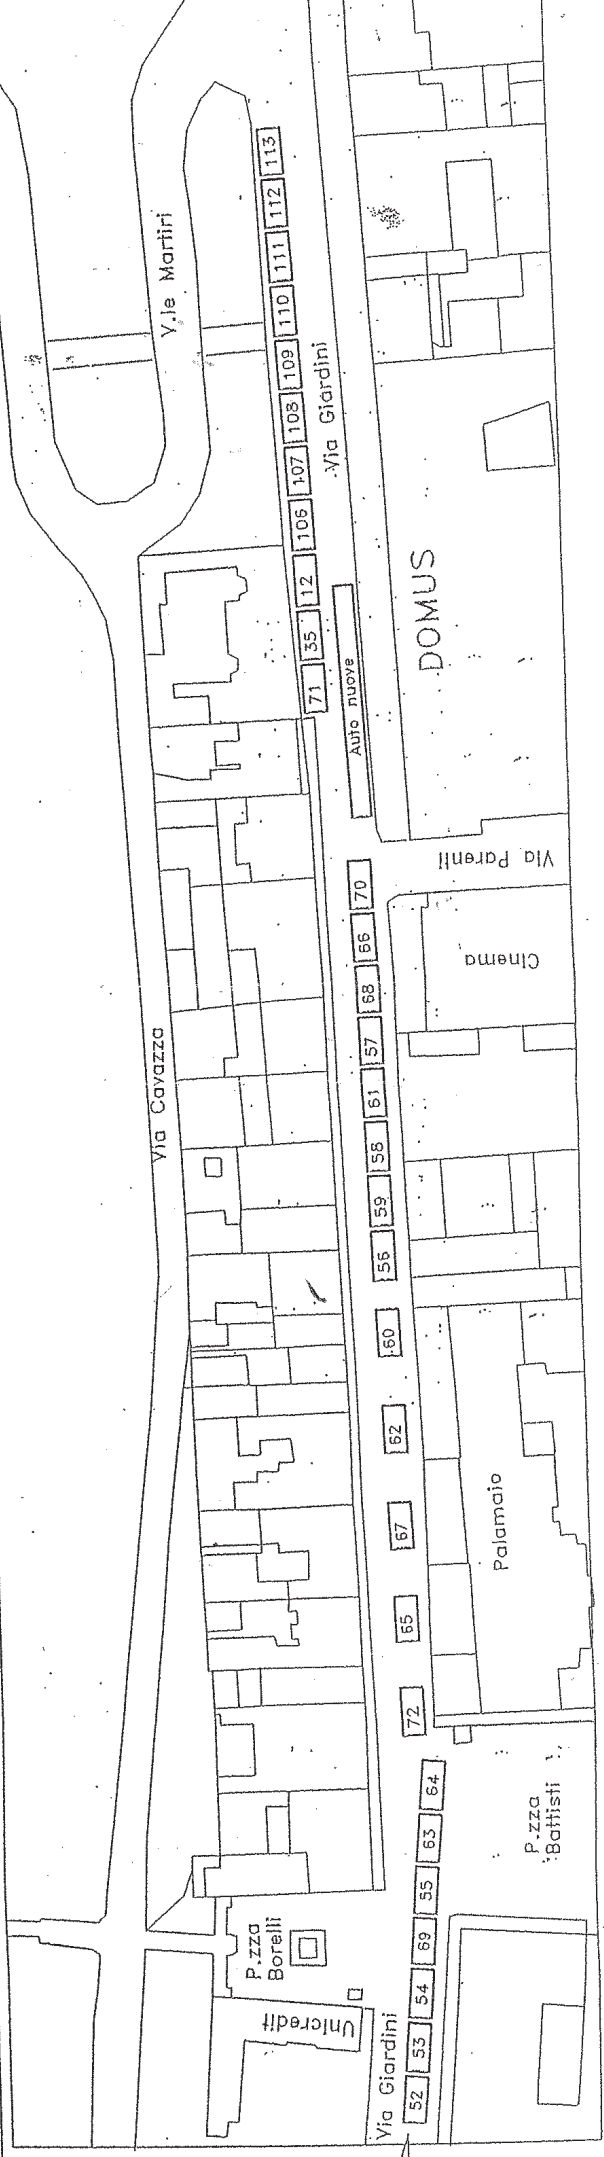 113
112
111
110
109
108
107
106
12
35
71
V.le Martiri
Via Giardini
Auto nuove
DOMUS
Via Parenti
Cinema
Via Cavazza
70
66
68
57
61
58
59
56
60
62
67
65
72
Palamaio
64
63
55
69
54
53
52
P.zza
Battisti
P.zza
Borelli
Unicredit
Via Giardini